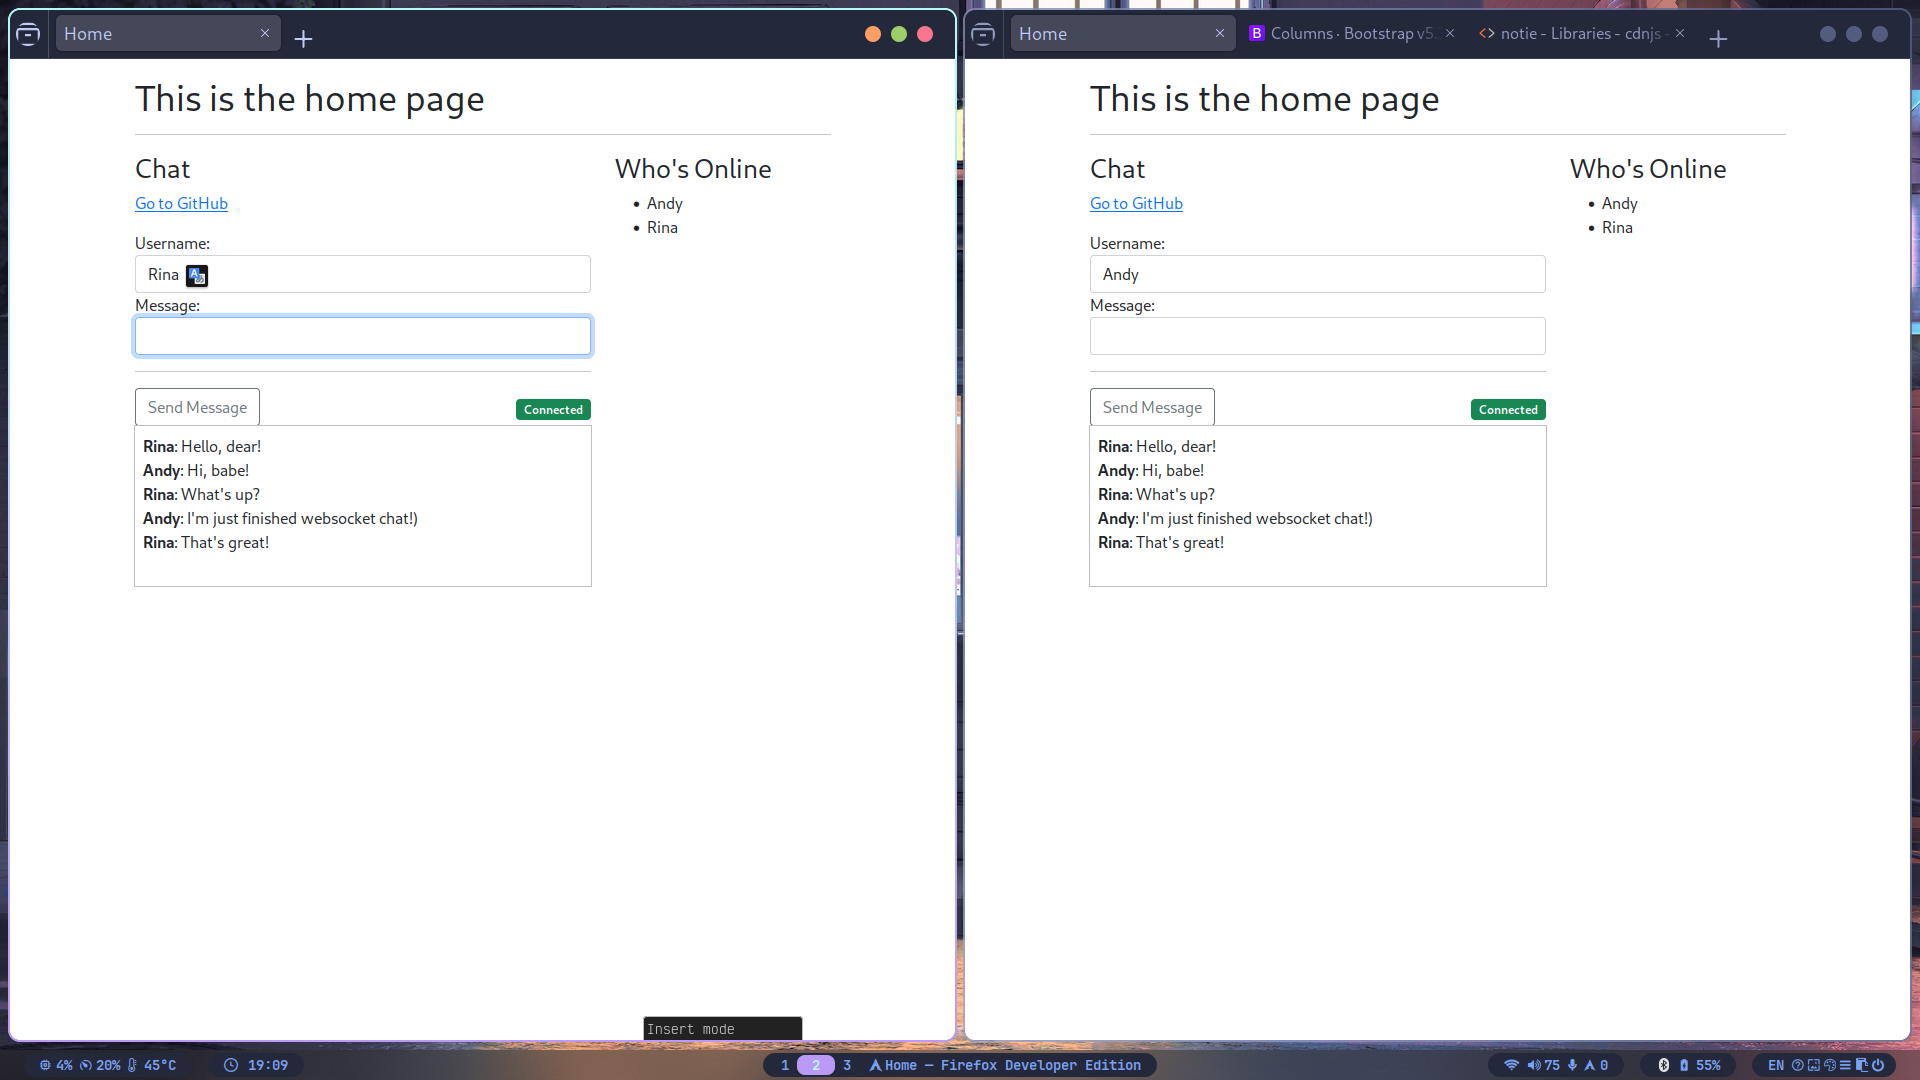 Home
This is the home page
Chat
Go to GitHub
Username:
Rina
Message:
Send Message
Connected
Rina: Hello, dear!
Andy: Hi, babe!
Rina: What's up?
Andy: I'm just finished websocket chat!)
Rina: That's great!
Who's Online
Andy
Rina
Insert mode
Home
B Columns · Bootstrap v5.
notie - Libraries - cdnjs -
This is the home page
Chat
Go to GitHub
Username:
Andy
Message:
Send Message
Connected
Rina: Hello, dear!
Andy: Hi, babe!
Rina: What's up?
Andy: I'm just finished websocket chat!)
Rina: That's great!
Who's Online
Andy
Rina
4% 20% 45°C
19:09
1 2 3 Home — Firefox Developer Edition
75 0
55%
EN